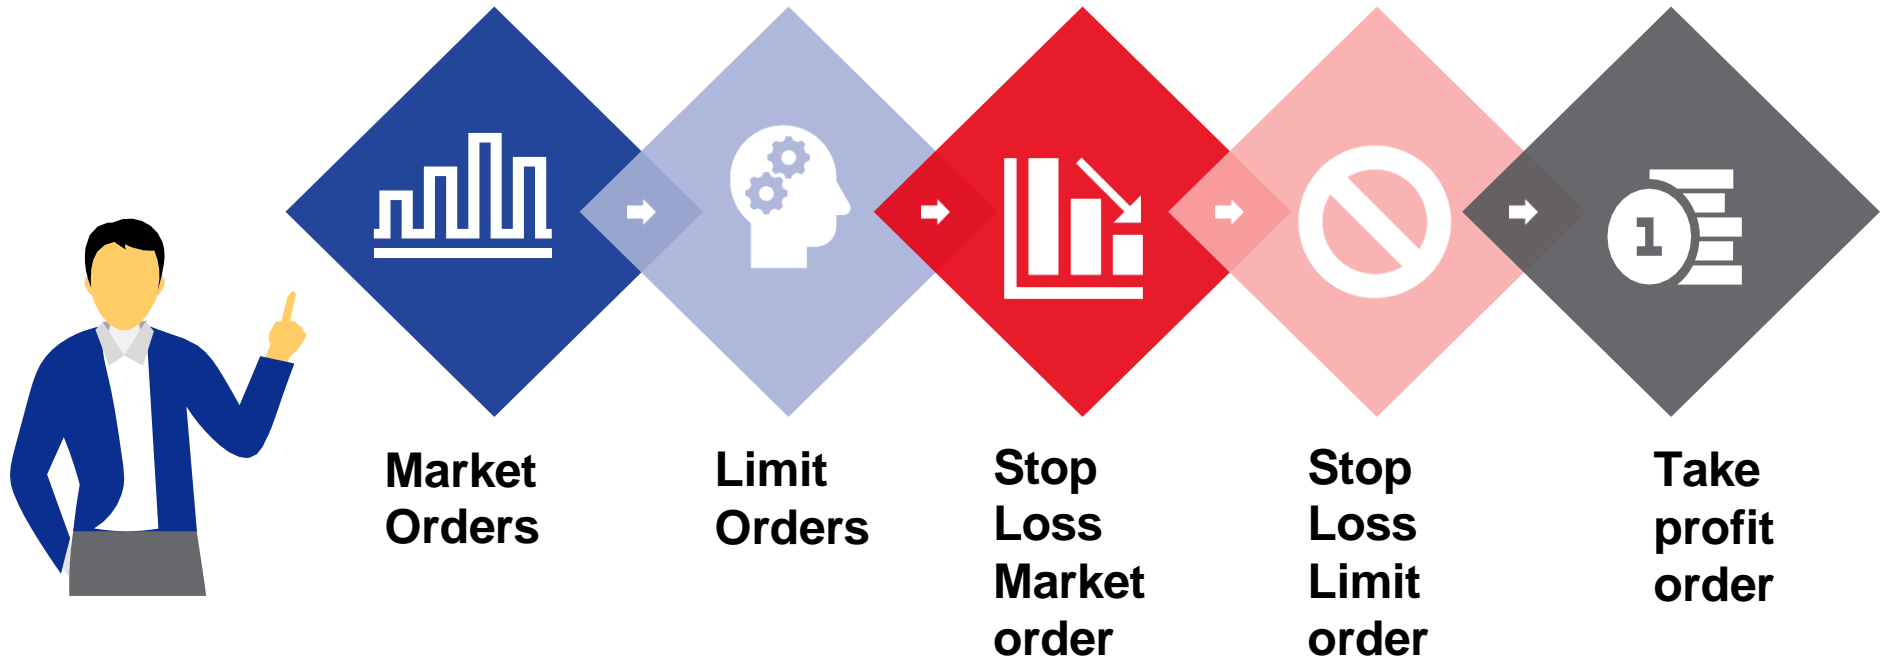 1
Market
Orders
Limit
Orders
Stop
Loss
Market
order
Stop
Loss
Limit
order
Take
profit
order